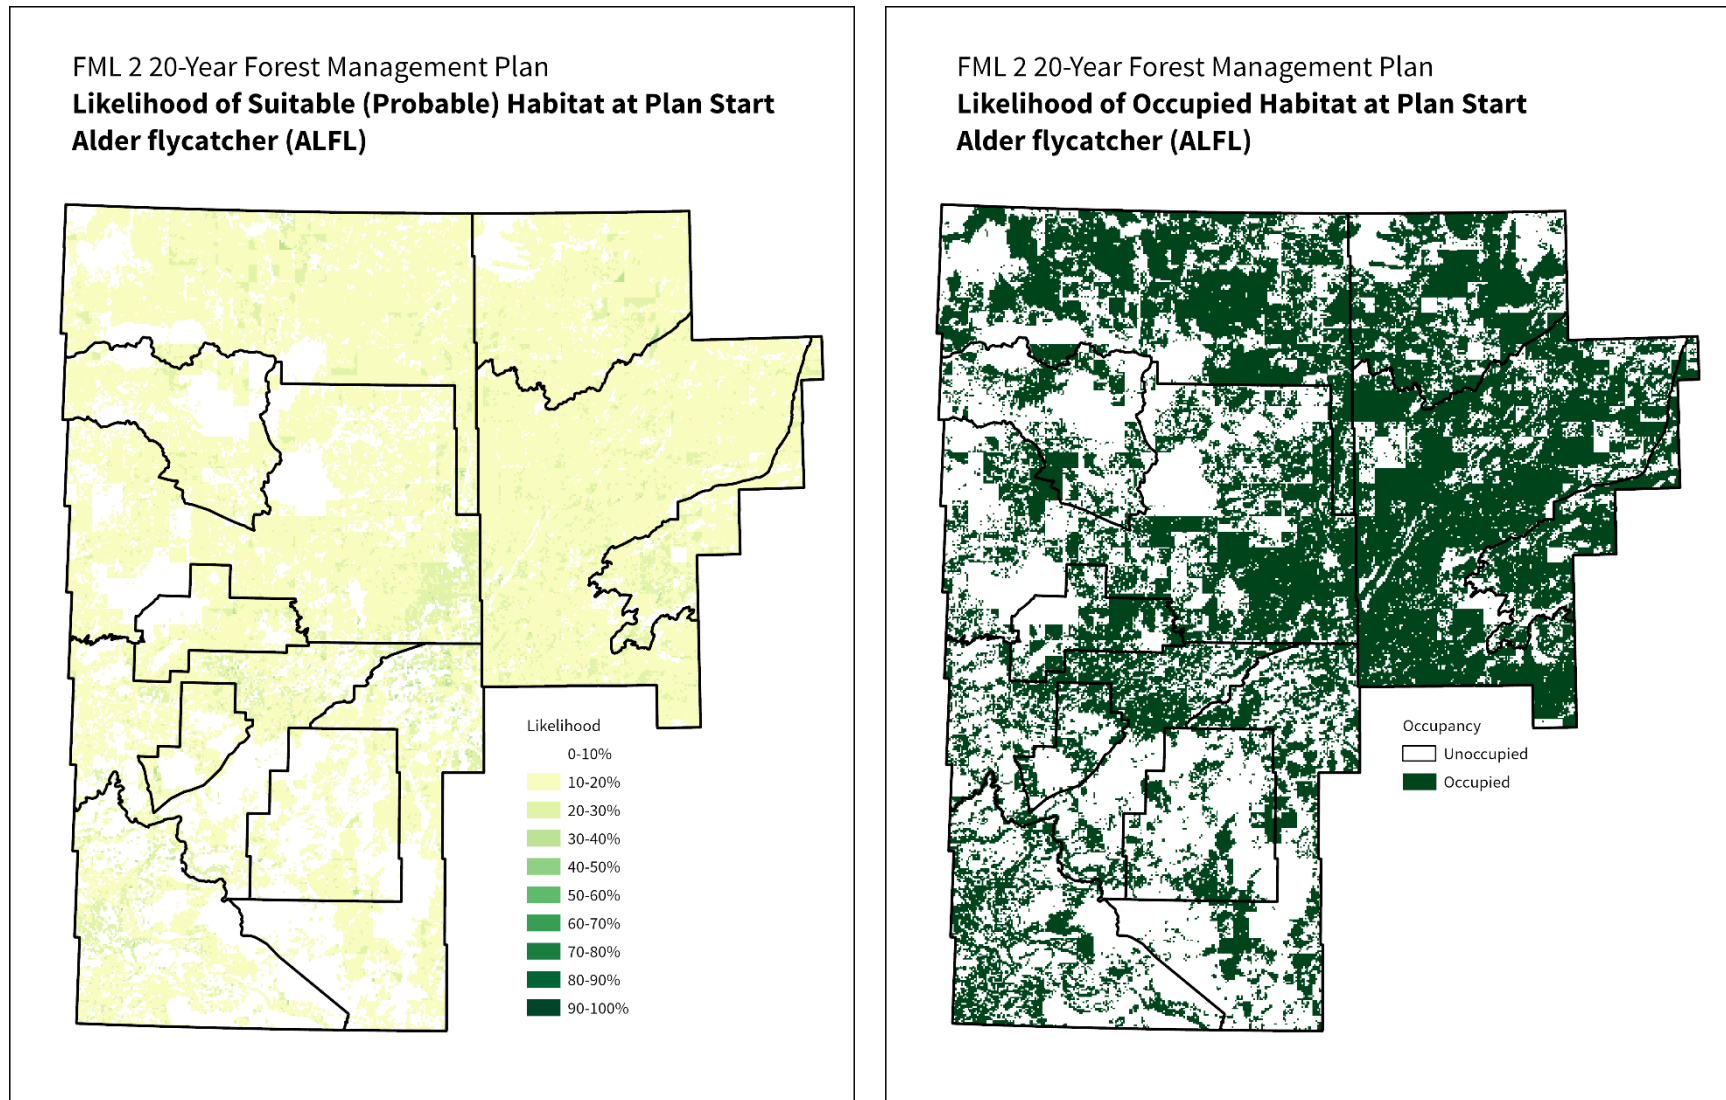 FML 2 20-Year Forest Management Plan
Likelihood of Suitable (Probable) Habitat at Plan Start
Alder flycatcher (ALFL)
Likelihood
0-10%
10-20%
20-30%
30-40%
40-50%
50-60%
60-70%
70-80%
80-90%
90-100%
FML 2 20-Year Forest Management Plan
Likelihood of Occupied Habitat at Plan Start
Alder flycatcher (ALFL)
Occupancy
Unoccupied
Occupied